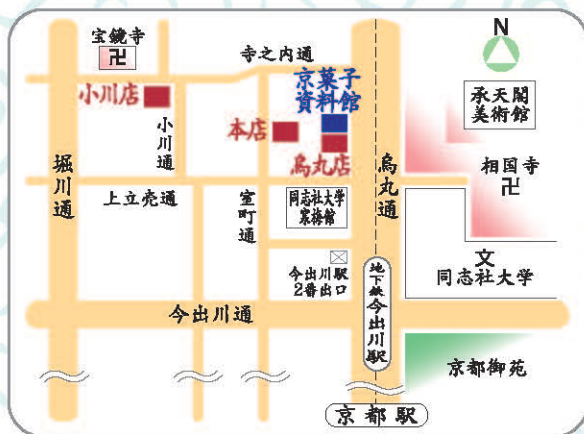 N
宝鏡寺
卍
寺之内通
京菓子
資料館
小川店
本店
烏丸店
承天閣
美術館
小川通
堀川通
烏丸通
相国寺
卍
上立売通
室町通
同志社大学
寒梅館
文
同志社大学
今出川駅
2番出口
地下鉄今出川駅
今出川通
京都御苑
京都駅